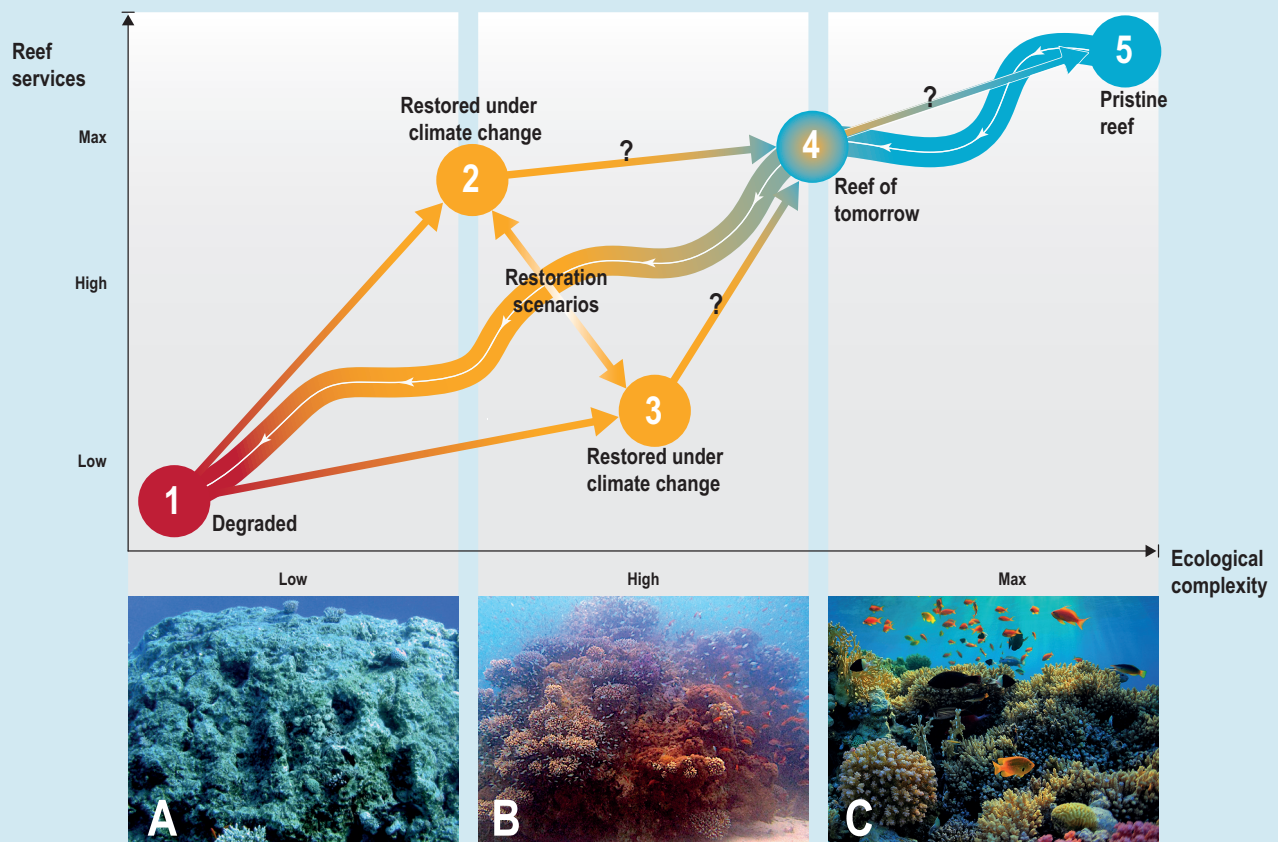 Reef
services
Max
High
Low
5
Pristine
reef
?
4
Reef of
tomorrow
Restored under
climate change
2
?
Restoration
scenarios
?
3
Restored under
climate change
1
Degraded
Low
High
Max
Ecological
complexity
A
B
C